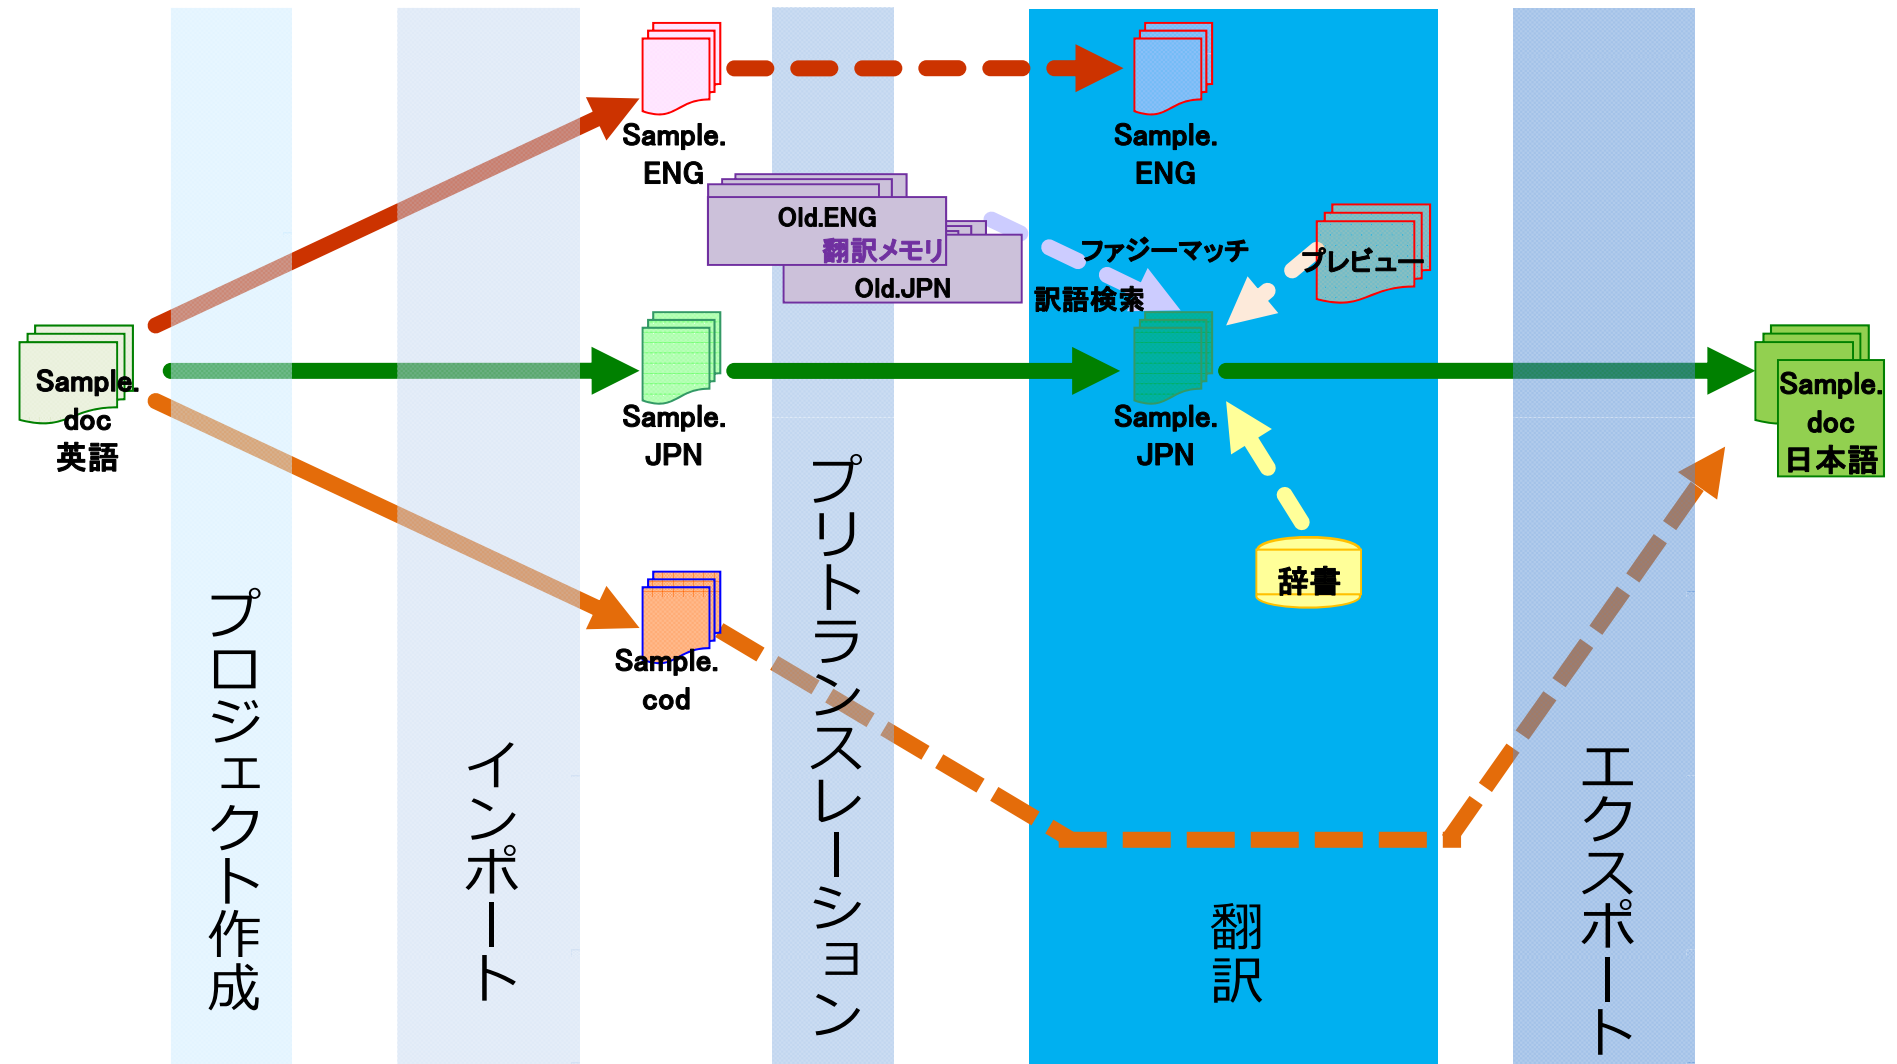 Sample.
doc
英語
プロジェクト作成
インポート
Sample.
ENG
Sample.
JPN
Sample.
cod
Old.ENG
翻訳メモリ
Old.JPN
プリトランスレーション
Sample.
ENG
ファジーマッチ
訳語検索
プレビュー
Sample.
JPN
辞書
翻訳
エクスポート
Sample.
doc
日本語